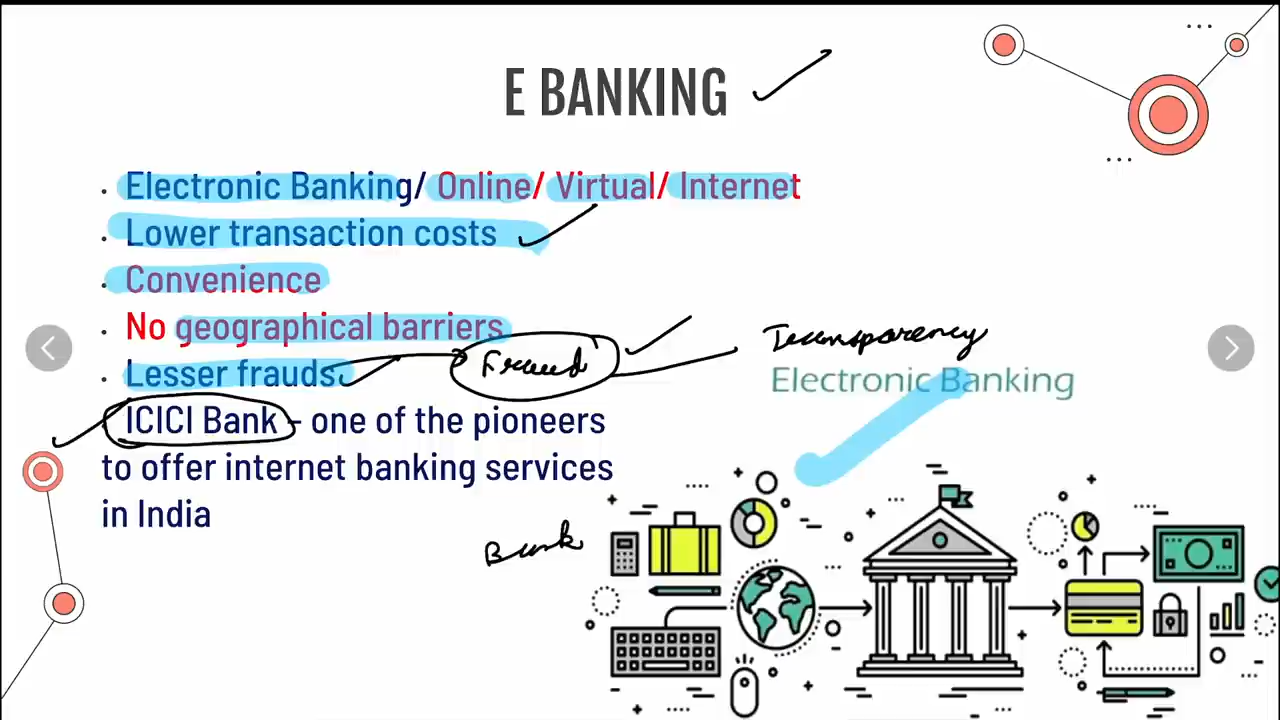 E BANKING
. Electronic Banking/ Online/ Virtual/ Internet
. Lower transaction costs
. Convenience
. No geographical barriers
. Lesser frauds.
Fraud
Transparency
Electronic Banking
. ICICI Bank - one of the pioneers
to offer internet banking services
in India
Bank